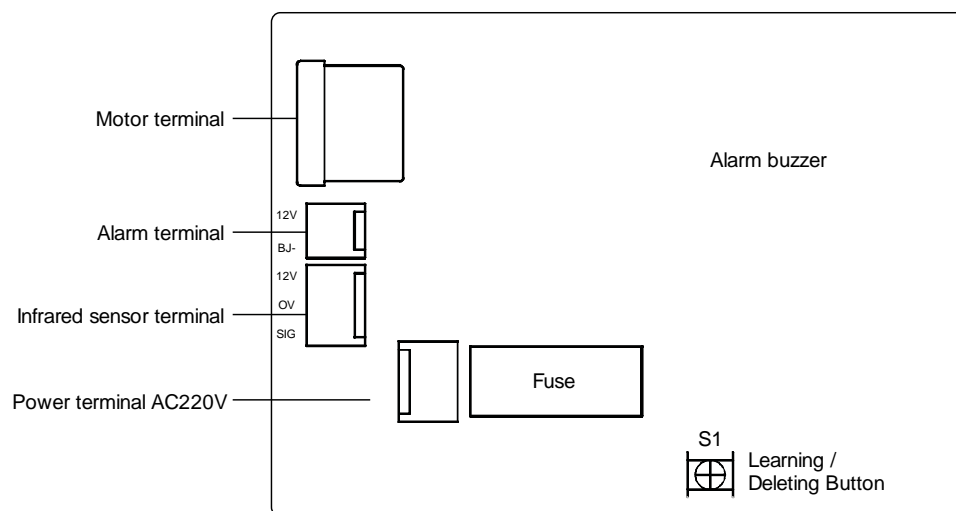 Motor terminal
Alarm buzzer
12V
Alarm terminal
BJ-
12V
OV
Infrared sensor terminal
SIG
Fuse
Power terminal AC220V
S1
Learning /
Deleting Button